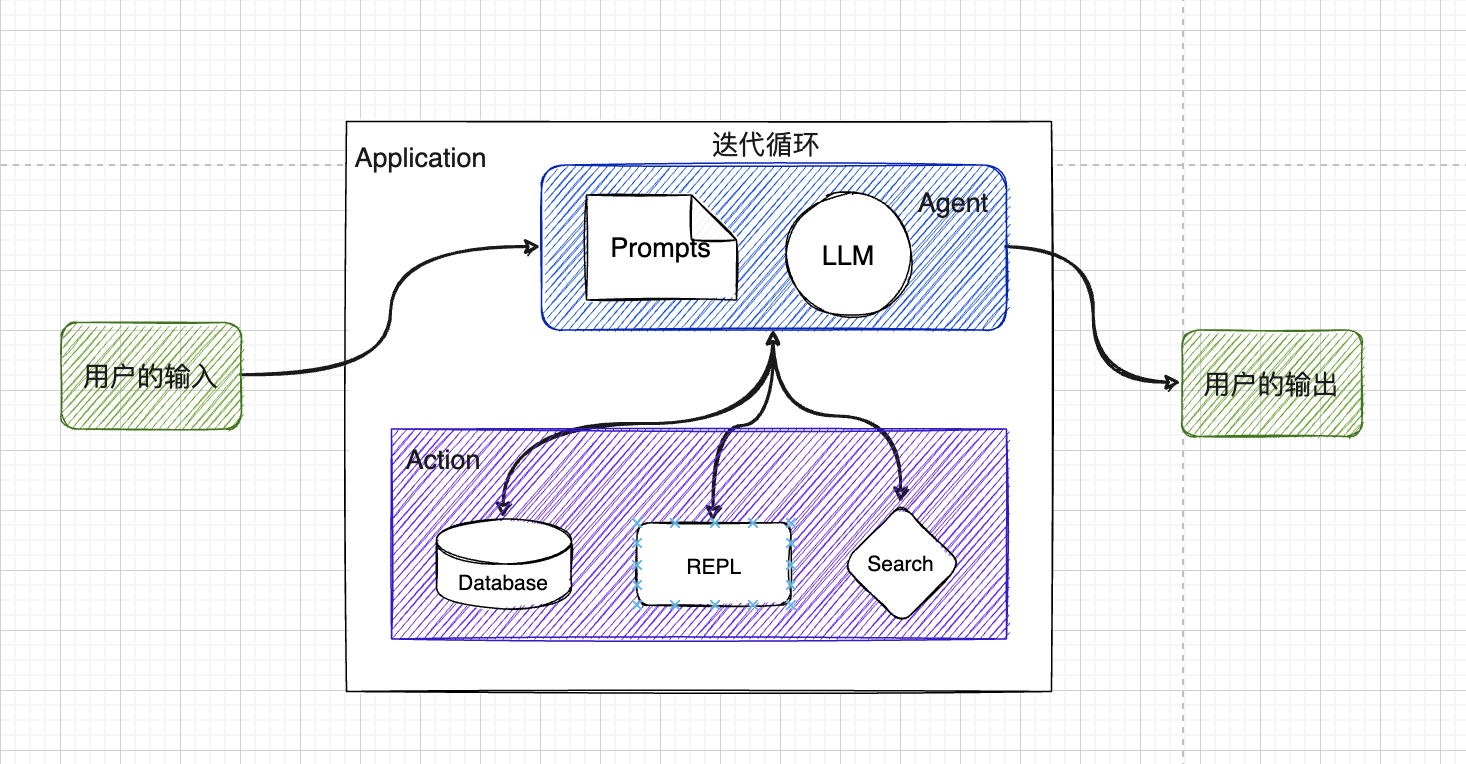 迭代循环
Application
Agent
Prompts
LLM
用户的输入
用户的输出
Action
Database
REPL
Search